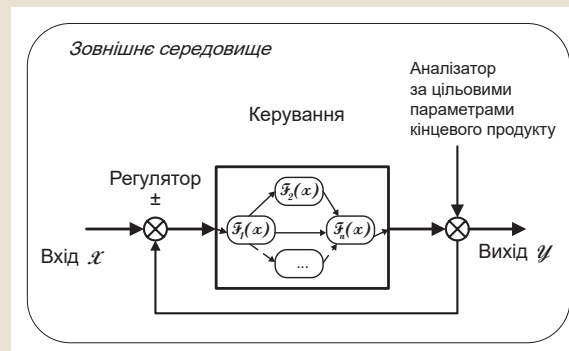 Зовнішнє середовище
Аналізатор
за цільовими
параметрами
кінцевого продукту
Керування
Регулятор
±
ℱ₂(x)
ℱ₁(x)
ℱₙ(x)
...
Вхід x
Вихід y